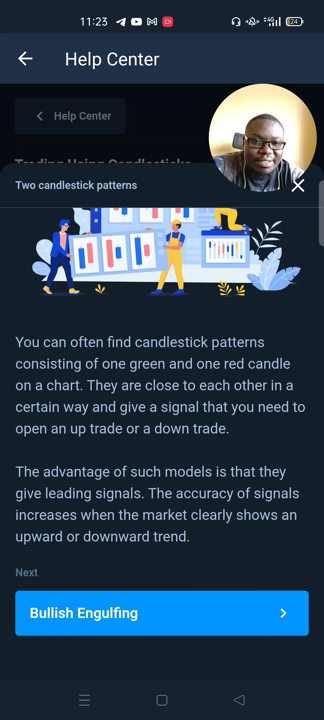 11:23
24
Help Center
Help Center
Trading Using Candlesticks
Two candlestick patterns
You can often find candlestick patterns
consisting of one green and one red candle
on a chart. They are close to each other in a
certain way and give a signal that you need to
open an up trade or a down trade.
The advantage of such models is that they
give leading signals. The accuracy of signals
increases when the market clearly shows an
upward or downward trend.
Next
Bullish Engulfing